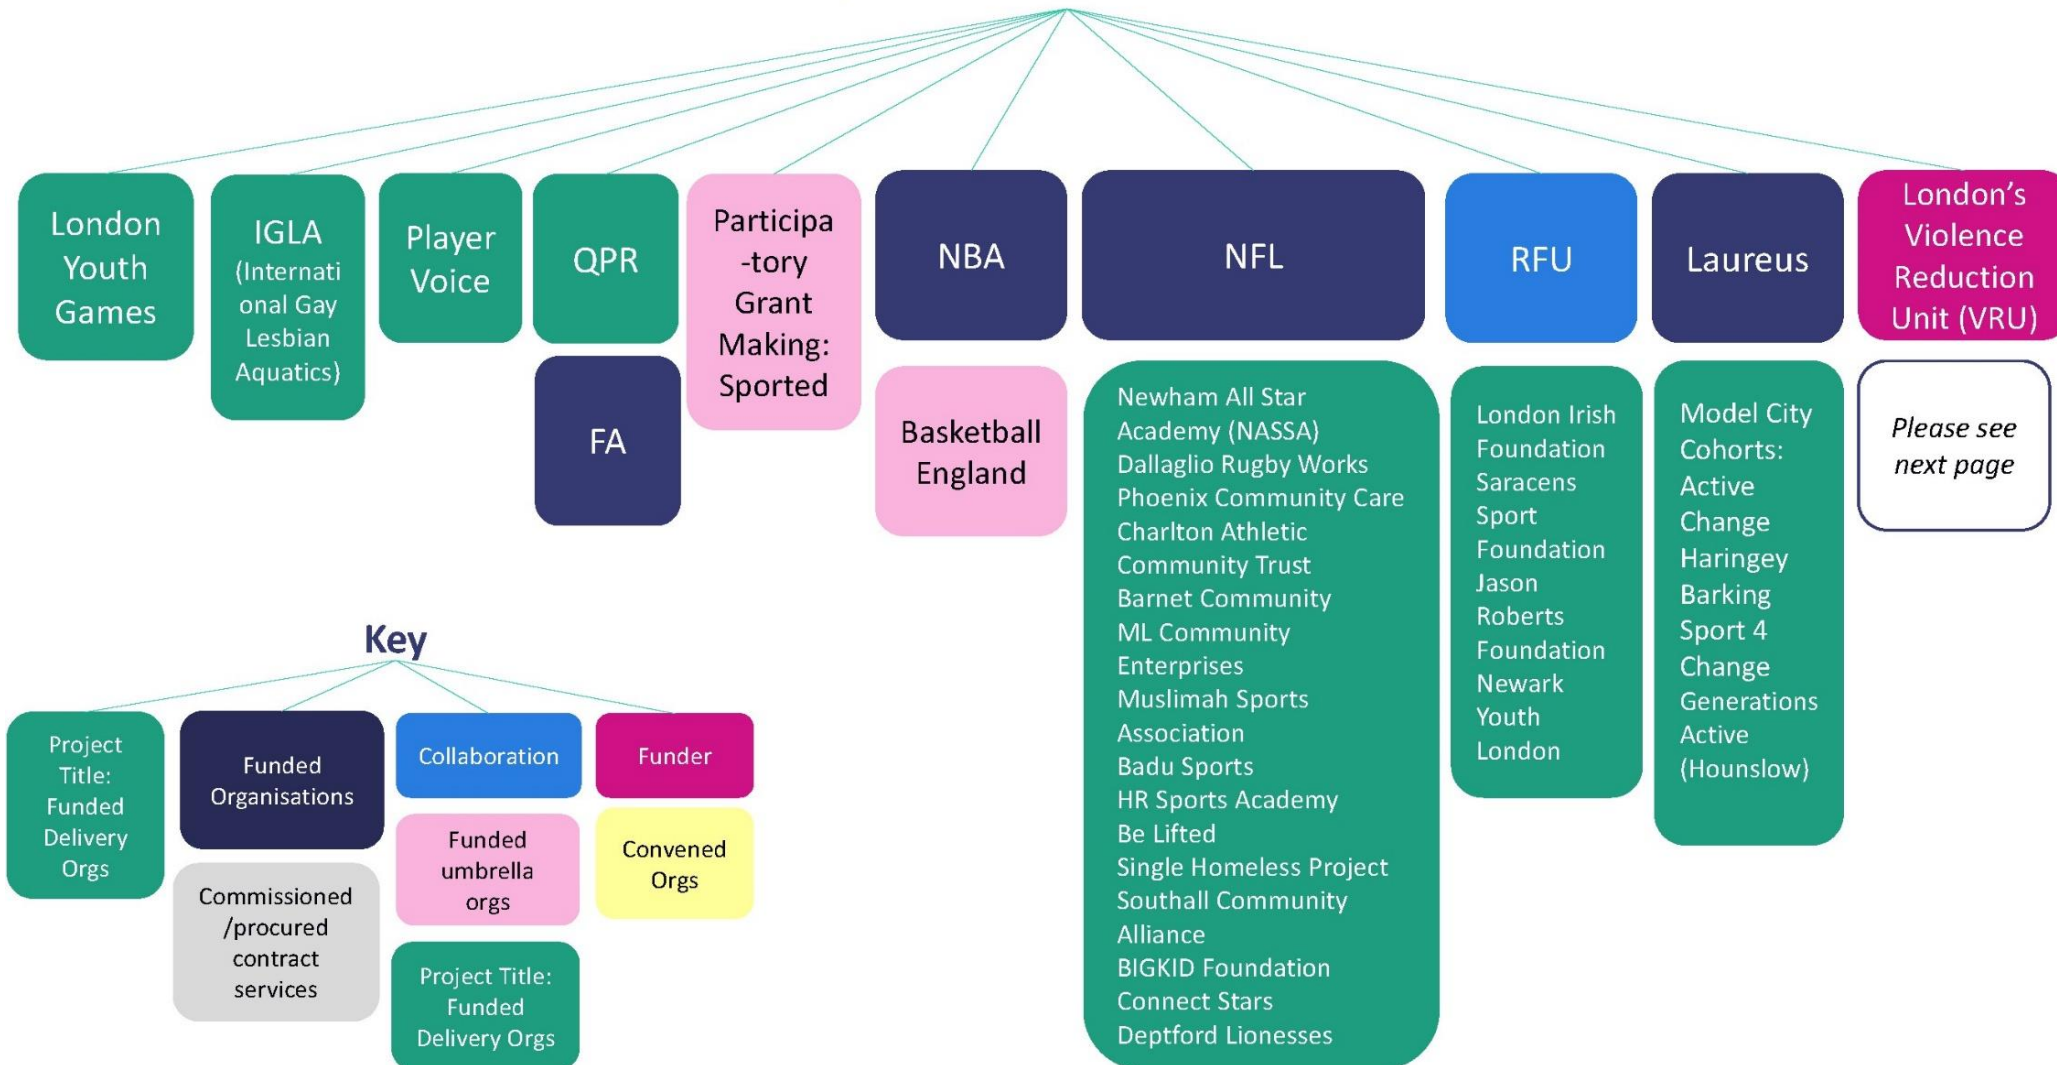 London
Youth
Games
IGLA
(Internati
onal Gay
Lesbian
Aquatics)
Player
Voice
QPR
FA
Participa
-tory
Grant
Making:
Sported
NBA
Basketball
England
NFL
Newham All Star
Academy (NASSA)
Dallaglio Rugby Works
Phoenix Community Care
Charlton Athletic
Community Trust
Barnet Community
ML Community
Enterprises
Muslimah Sports
Association
Badu Sports
HR Sports Academy
Be Lifted
Single Homeless Project
Southall Community
Alliance
BIGKID Foundation
Connect Stars
Deptford Lionesses
RFU
London Irish
Foundation
Saracens
Sport
Foundation
Jason
Roberts
Foundation
Newark
Youth
London
Laureus
Model City
Cohorts:
Active
Change
Haringey
Barking
Sport 4
Change
Generations
Active
(Hounslow)
London’s
Violence
Reduction
Unit (VRU)
Please see
next page
Key
Project
Title:
Funded
Delivery
Orgs
Funded
Organisations
Commissioned
/procured
contract
services
Collaboration
Funded
umbrella
orgs
Project Title:
Funded
Delivery Orgs
Funder
Convened
Orgs